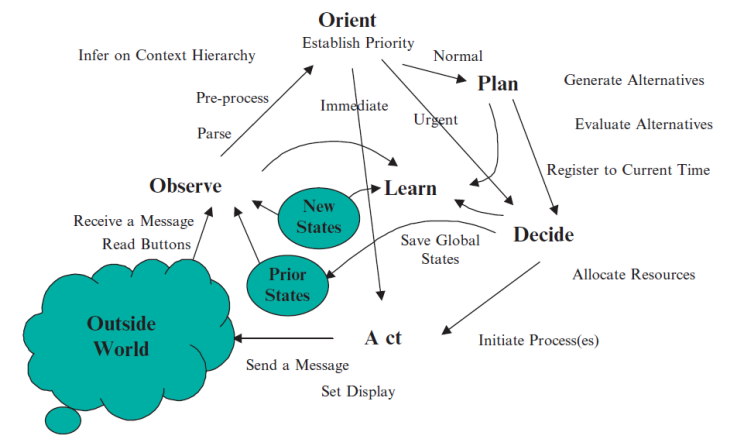 Orient
Establish Priority
Infer on Context Hierarchy
Normal
Plan
Generate Alternatives
Pre-process
Immediate
Urgent
Evaluate Alternatives
Parse
Register to Current Time
Observe
Learn
New
States
Receive a Message
Read Buttons
Save Global
States
Decide
Prior
States
Allocate Resources
Outside
World
A ct
Initiate Process(es)
Send a Message
Set Display